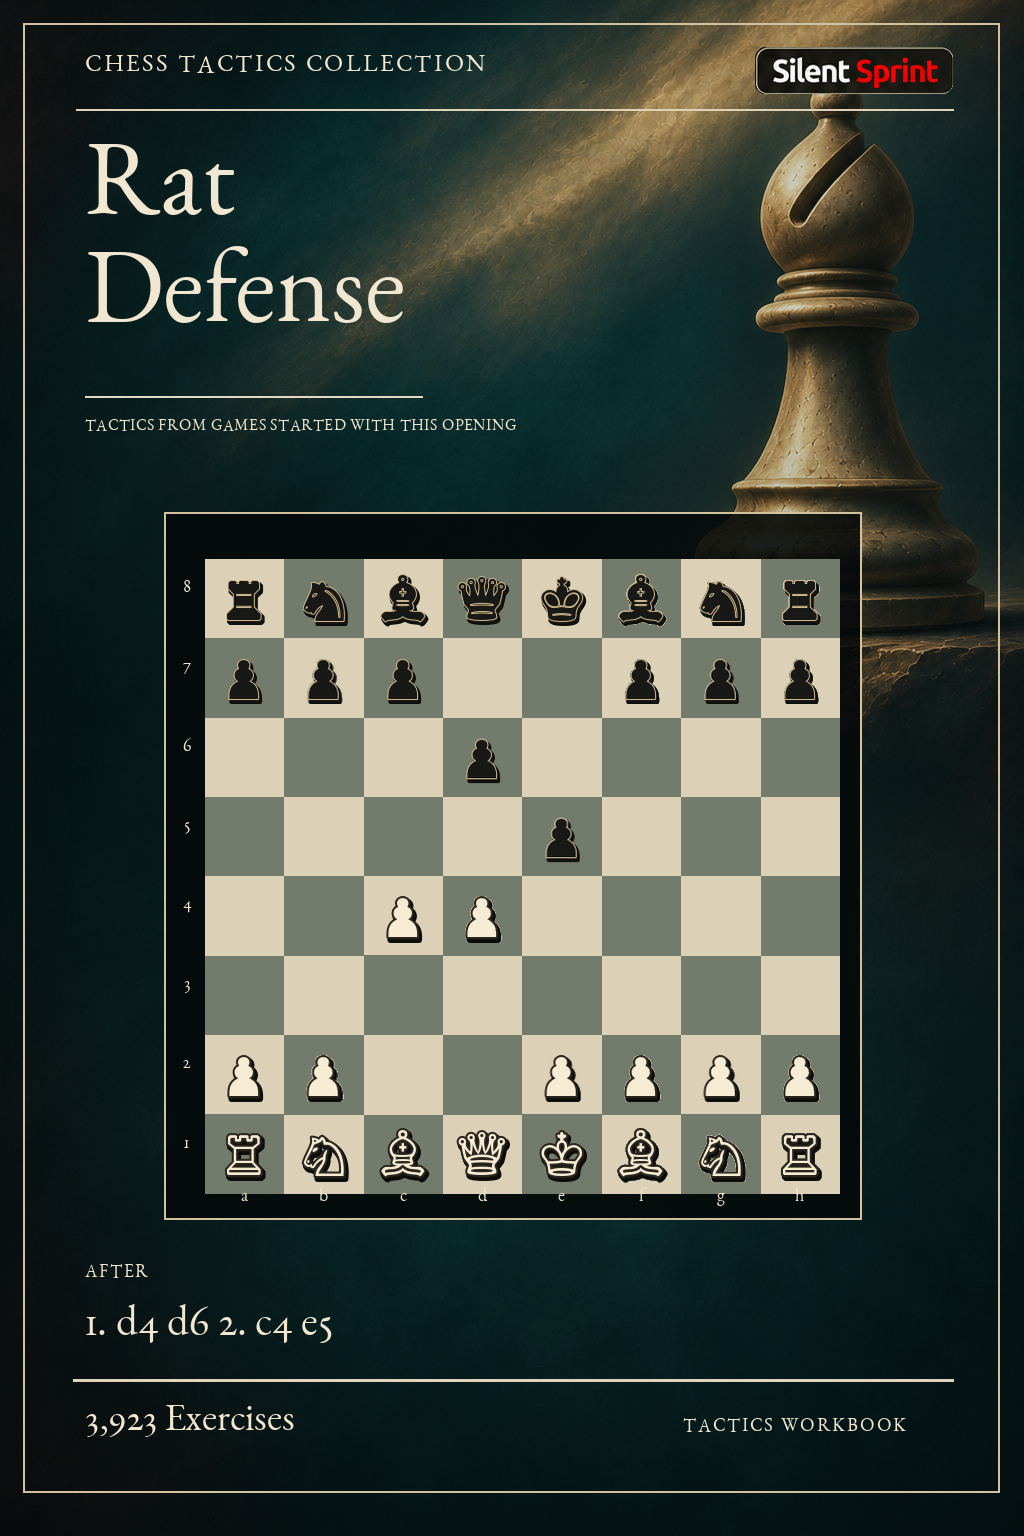 CHESS TACTICS COLLECTION
Silent Sprint
Rat
Defense
TACTICS FROM GAMES STARTED WITH THIS OPENING
8
7
6
5
4
3
2
1
a b c d e f g h
AFTER
1. d4 d6 2. c4 e5
3,923 Exercises
TACTICS WORKBOOK